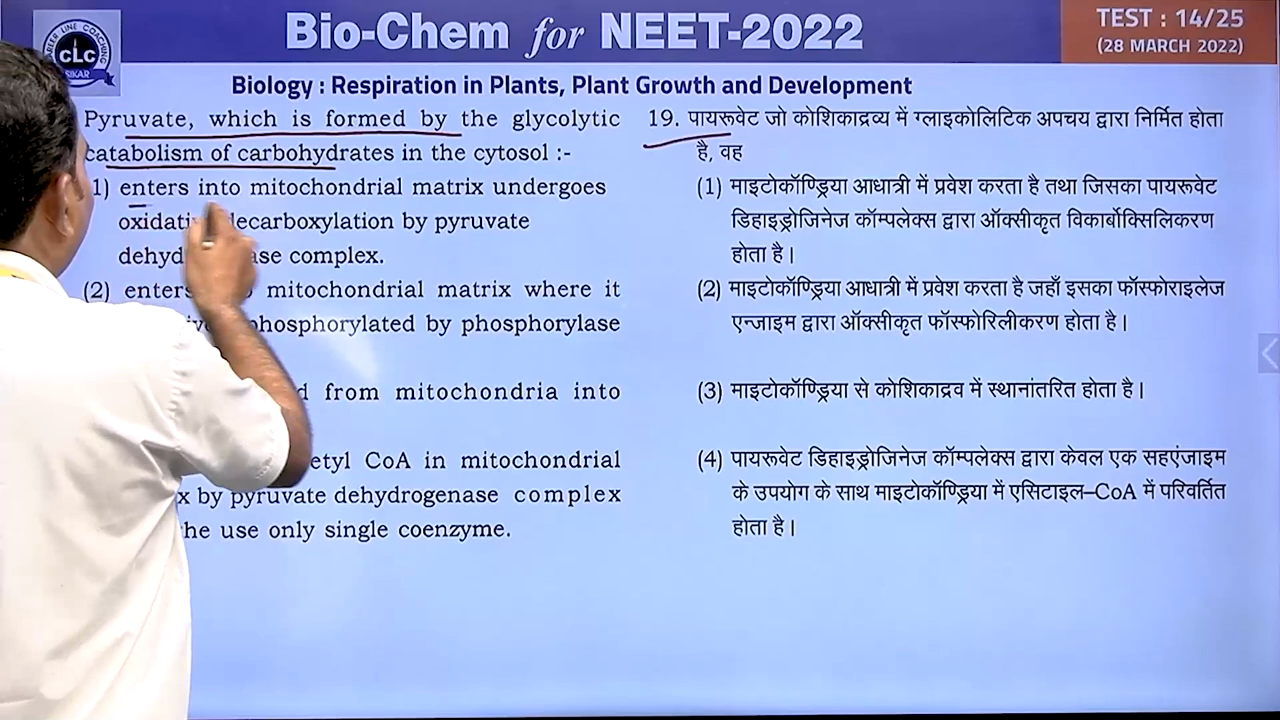 Bio-Chem for NEET-2022
TEST : 14/25
(28 MARCH 2022)
CLC
SIKAR
Biology : Respiration in Plants, Plant Growth and Development
Pyruvate, which is formed by the glycolytic
catabolism of carbohydrates in the cytosol :-
1) enters into mitochondrial matrix undergoes
decarboxylation by pyruvate
complex.
(2) enters mitochondrial matrix where it
phosphorylated by phosphorylase
from mitochondria into
CoA in mitochondrial
by pyruvate dehydrogenase complex
use only single coenzyme.
19. पायरूवेट जो कोशिकाद्रव्य में ग्लाइकोलिटिक अपचय द्वारा निर्मित होता
है, वह
(1) माइटोकॉण्ड्रिया आधात्री में प्रवेश करता है तथा जिसका पायरूवेट
डिहाइड्रोजिनेज कॉम्पलेक्स द्वारा ऑक्सीकृत विकार्बोक्सिलिकरण
होता है।
(2) माइटोकॉण्ड्रिया आधात्री में प्रवेश करता है जहाँ इसका फॉस्फोराइलेज
एन्जाइम द्वारा ऑक्सीकृत फॉस्फोरिलीकरण होता है।
(3) माइटोकॉण्ड्रिया से कोशिकाद्रव में स्थानांतरित होता है।
(4) पायरूवेट डिहाइड्रोजिनेज कॉम्पलेक्स द्वारा केवल एक सहएंजाइम
के उपयोग के साथ माइटोकॉण्ड्रिया में एसिटाइल–CoA में परिवर्तित
होता है।